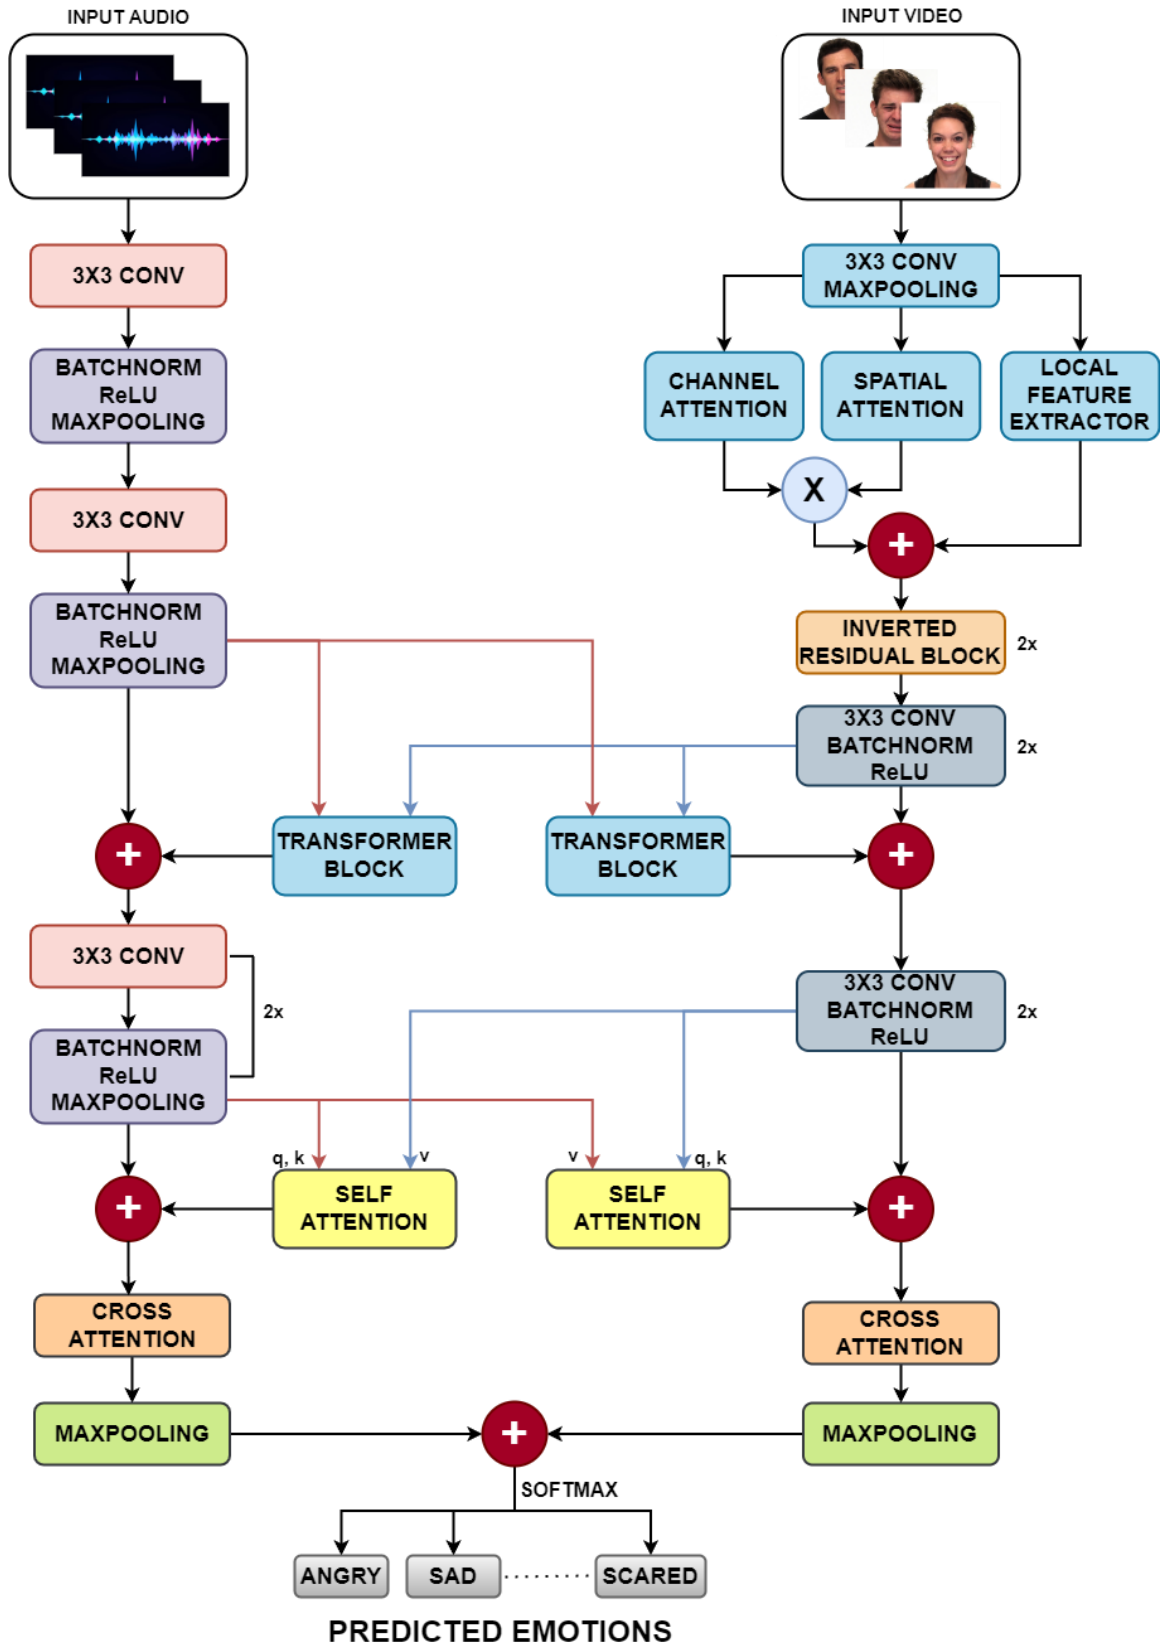 INPUT AUDIO
INPUT VIDEO
3X3 CONV
BATCHNORM
ReLU
MAXPOOLING
3X3 CONV
BATCHNORM
ReLU
MAXPOOLING
3X3 CONV
MAXPOOLING
CHANNEL
ATTENTION
SPATIAL
ATTENTION
LOCAL
FEATURE
EXTRACTOR
X
+
INVERTED
RESIDUAL BLOCK
2x
3X3 CONV
BATCHNORM
ReLU
2x
+
TRANSFORMER
BLOCK
TRANSFORMER
BLOCK
+
3X3 CONV
2x
BATCHNORM
ReLU
MAXPOOLING
3X3 CONV
BATCHNORM
ReLU
2x
q, k
v
v
q, k
+
SELF
ATTENTION
SELF
ATTENTION
+
CROSS
ATTENTION
CROSS
ATTENTION
MAXPOOLING
+
MAXPOOLING
SOFTMAX
ANGRY
SAD
SCARED
PREDICTED EMOTIONS